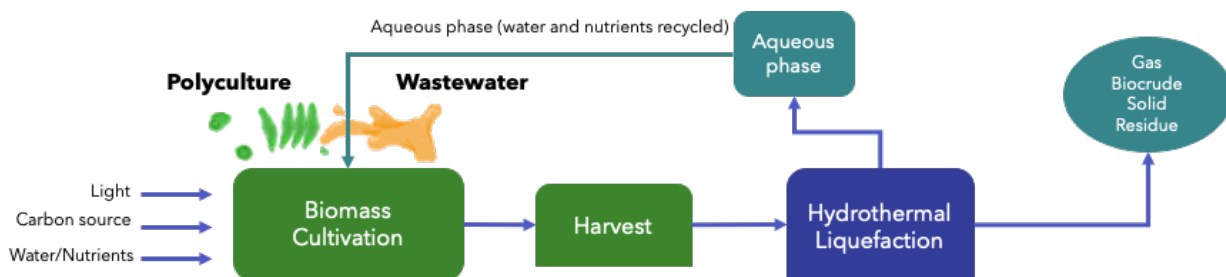 Aqueous phase (water and nutrients recycled)
Aqueous
phase
Gas
Biocrude
Solid
Residue
Polyculture
Wastewater
Light
Carbon source
Water/Nutrients
Biomass
Cultivation
Harvest
Hydrothermal
Liquefaction